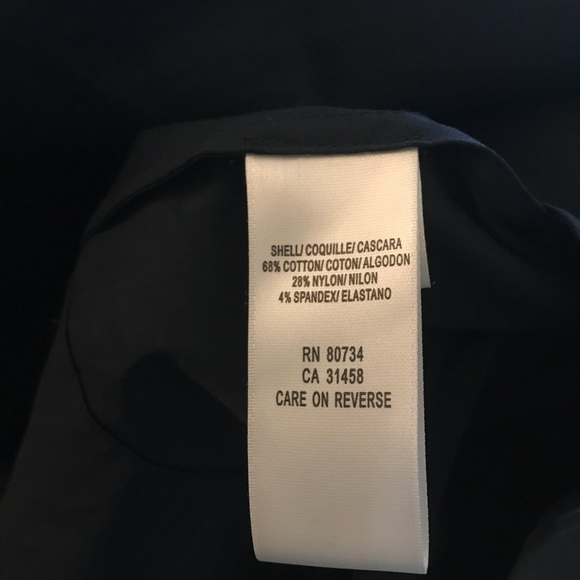 SHELL/ COQUILLE/ CASCARA
68% COTTON/ COTON/ ALGODON
28% NYLON/ NILON
4% SPANDEX/ ELASTANO
RN 80734
CA 31458
CARE ON REVERSE